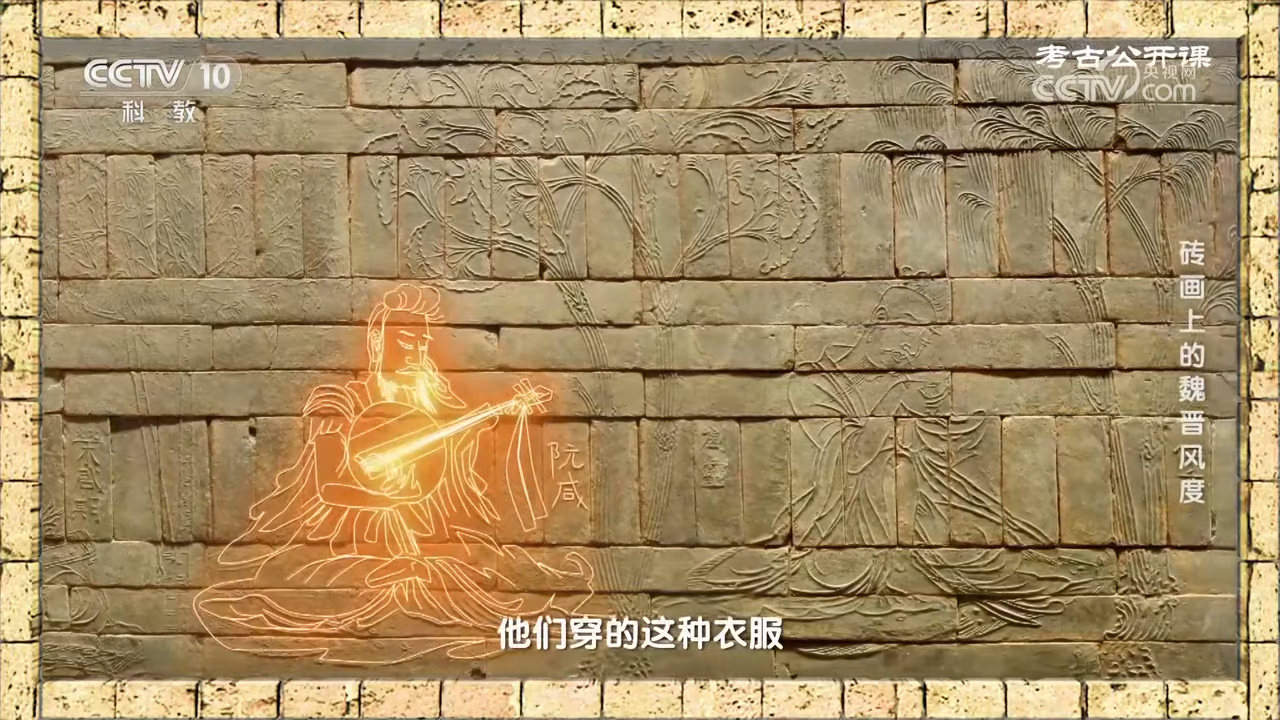 CCTV 10
科 教
考古公开课
央视网
CCTV.com
砖画上的魏晋风度
阮咸
他们穿的这种衣服